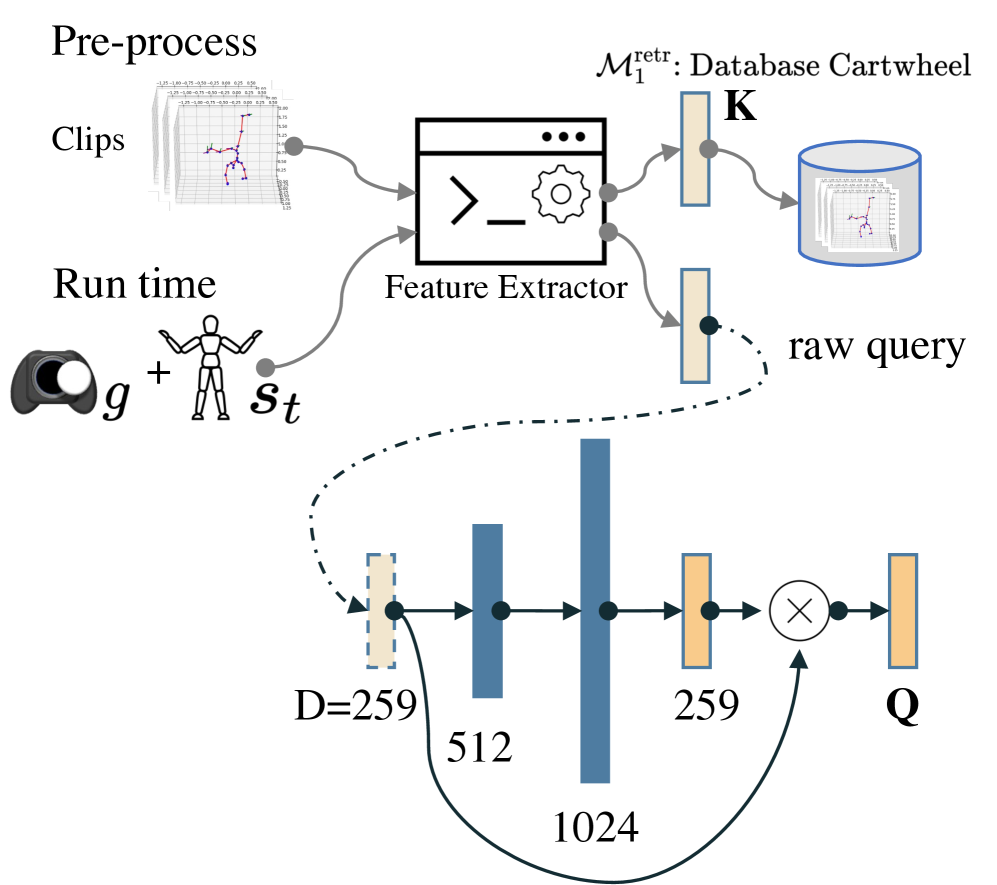 Pre-process
$\mathcal{M}_1^{\text{retr}}$: Database Cartwheel
K
Clips
>_
Feature Extractor
Run time
+
g
$s_t$
raw query
D=259
512
1024
259
Q